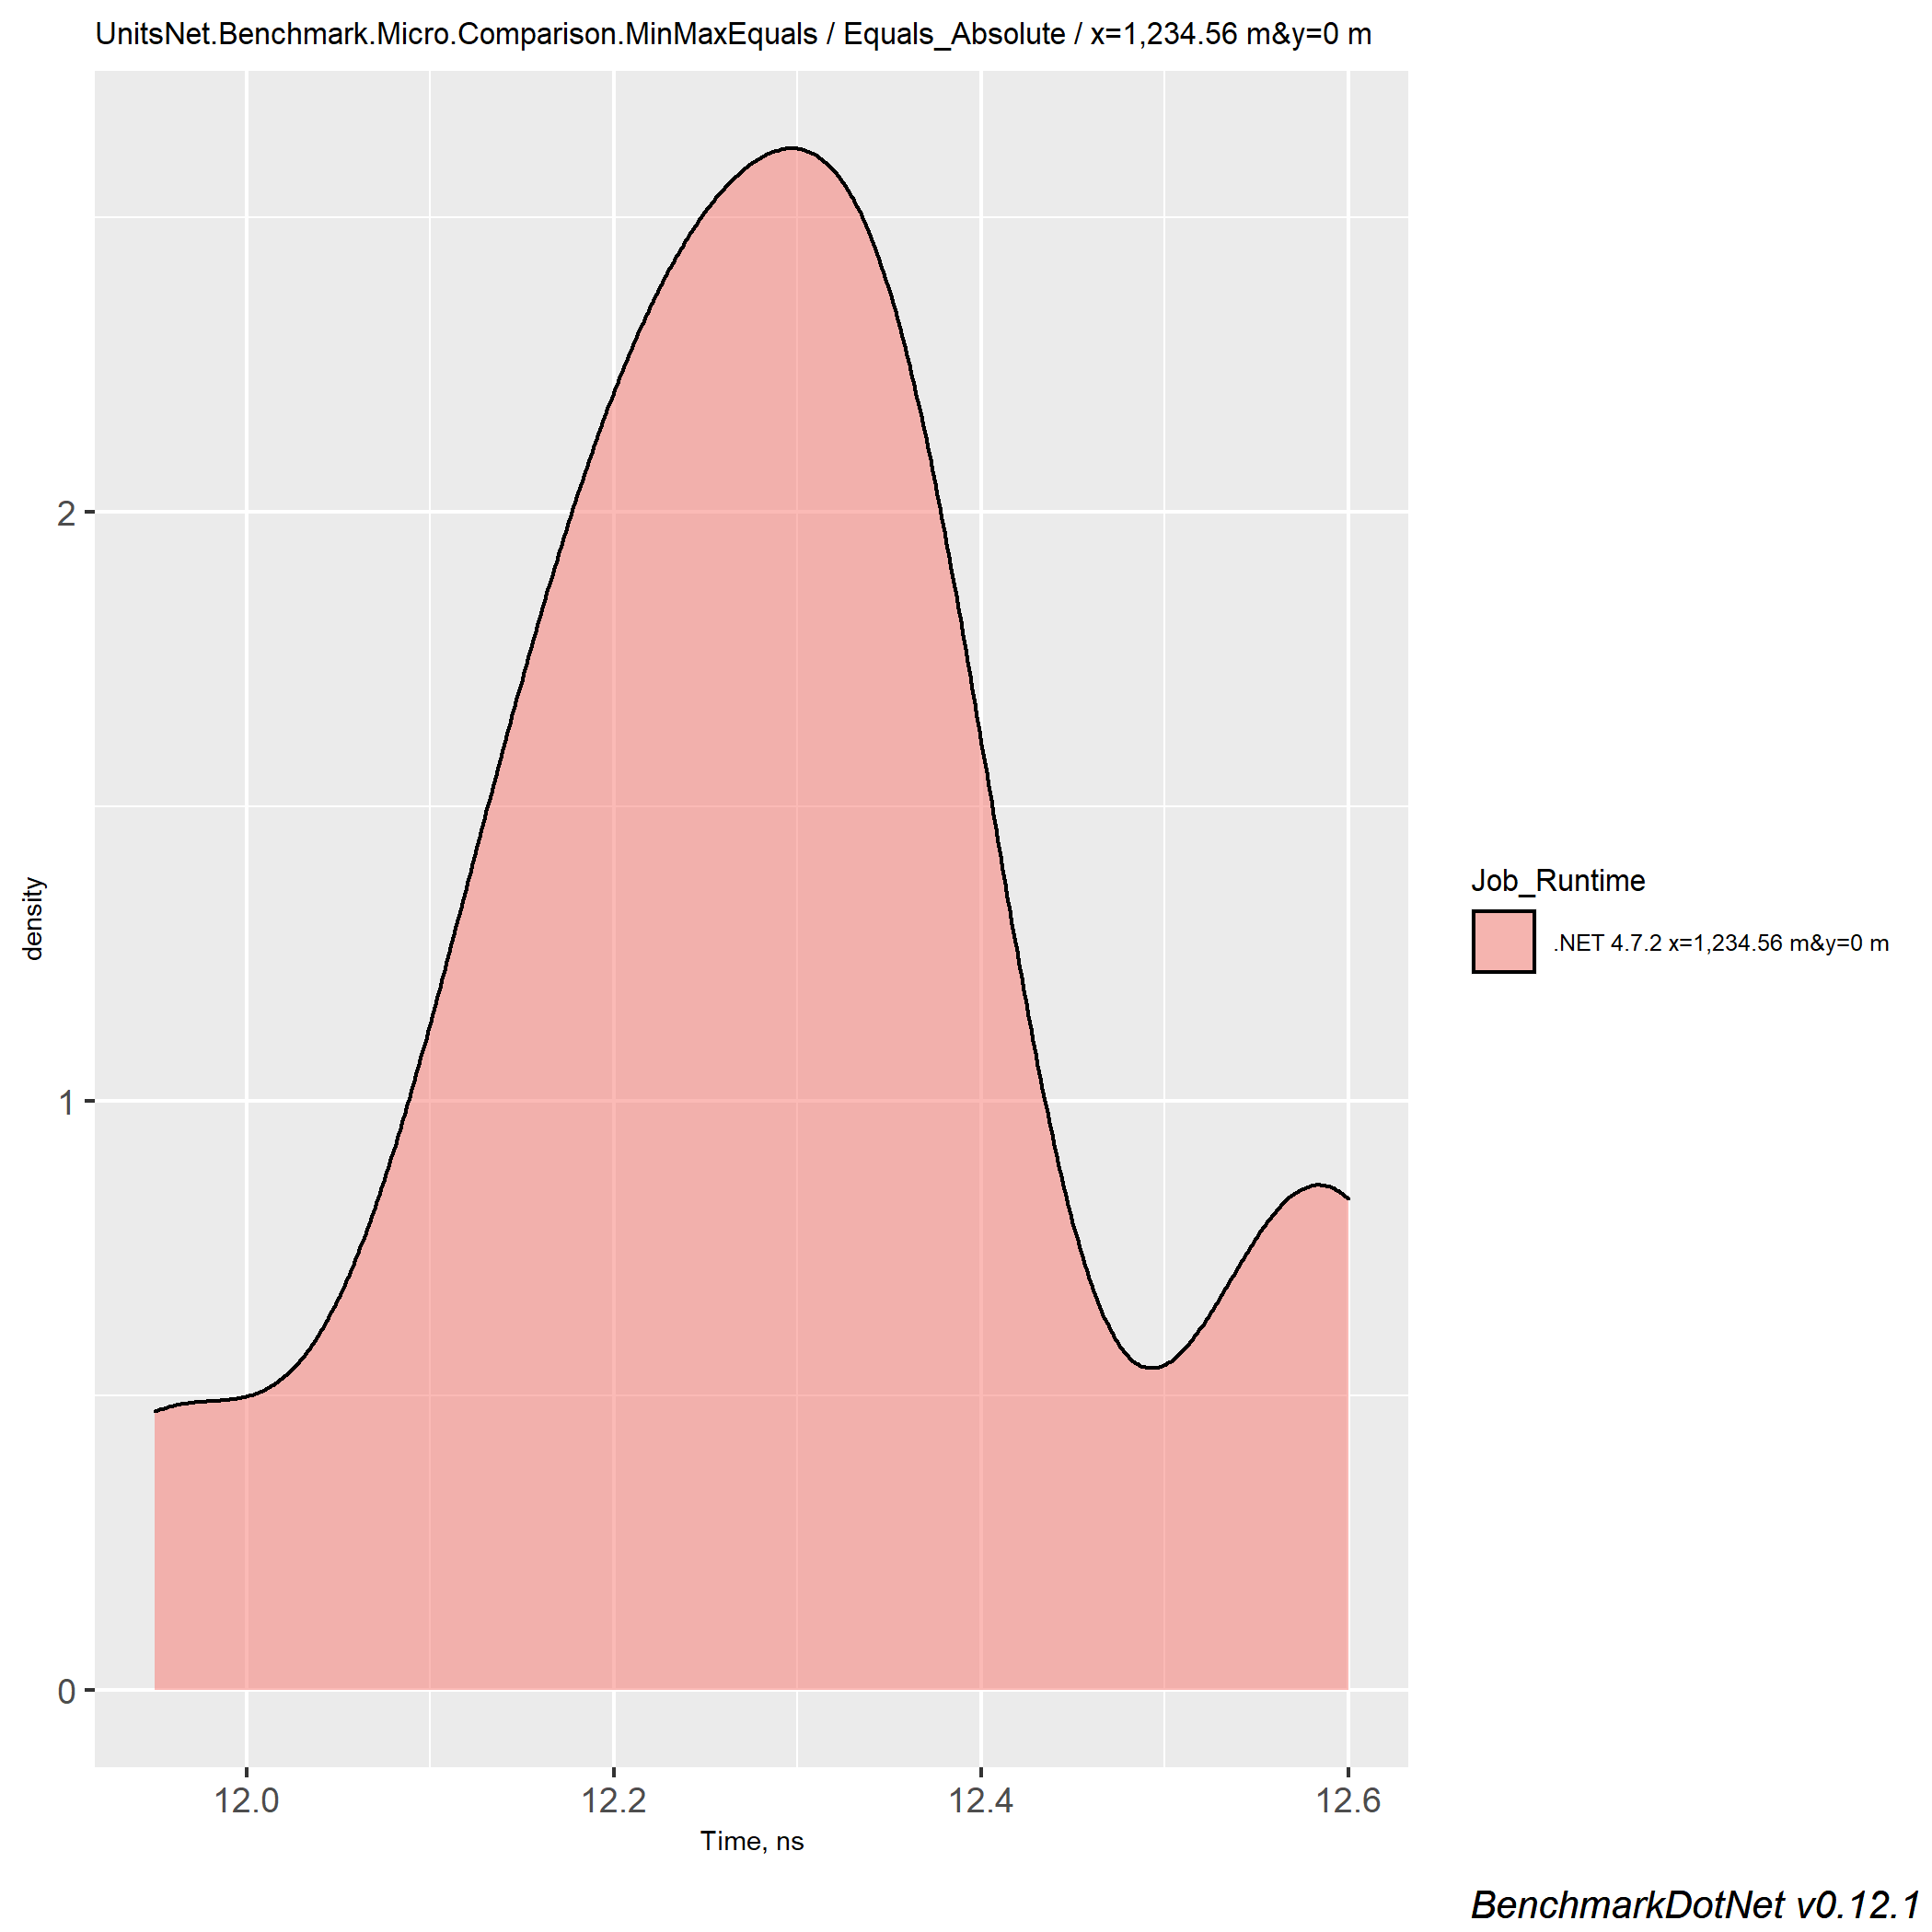 UnitsNet.Benchmark.Micro.Comparison.MinMaxEquals / Equals_Absolute / x=1,234.56 m&y=0 m
density
2
1
0
12.0 12.2 12.4 12.6
Time, ns
Job_Runtime
.NET 4.7.2 x=1,234.56 m&y=0 m
BenchmarkDotNet v0.12.1